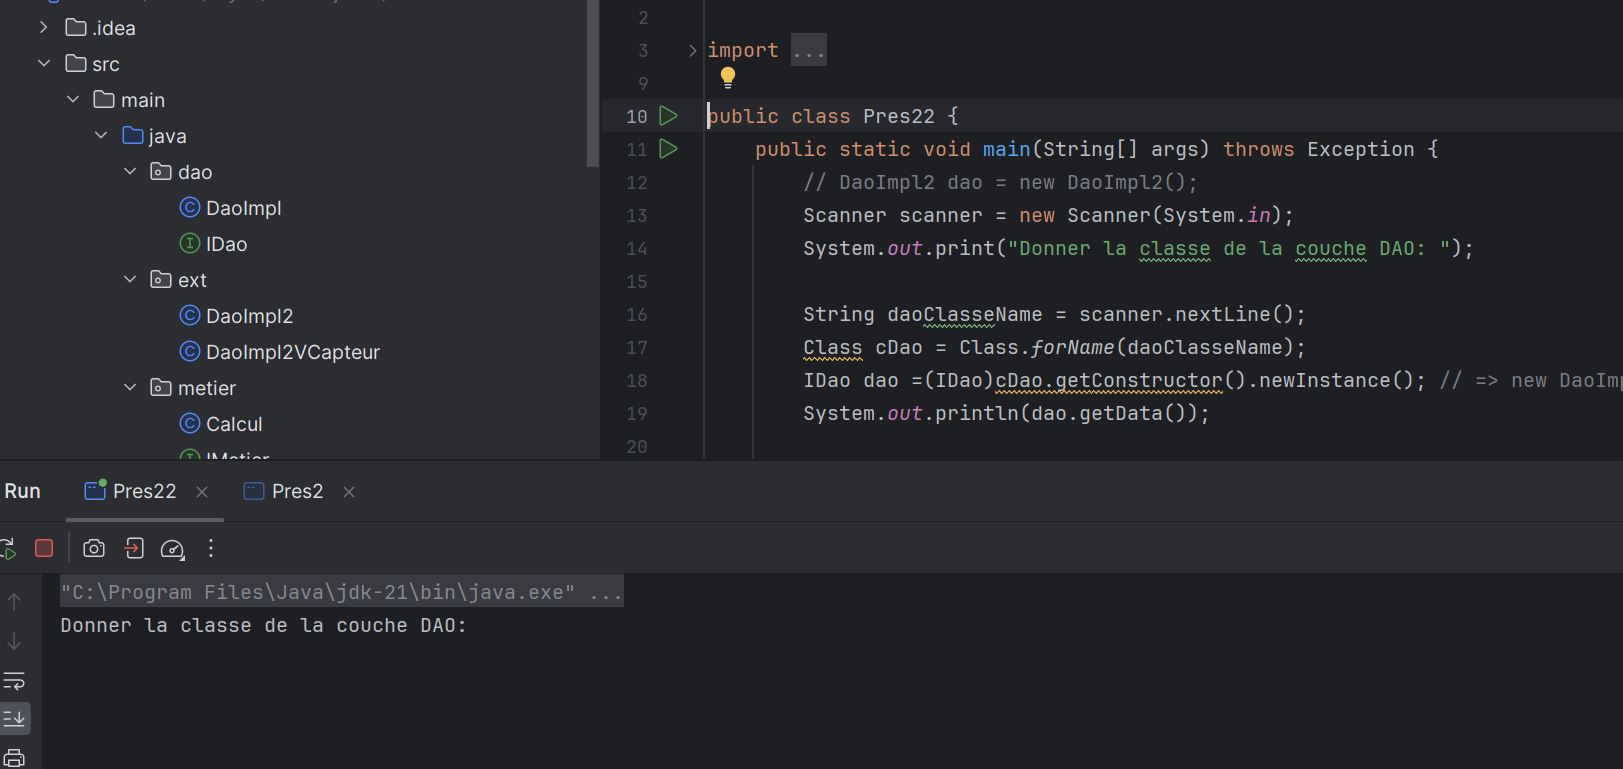 .idea
src
main
java
dao
DaoImpl
IDao
ext
DaoImpl2
DaoImpl2VCapteur
metier
Calcul
IMetier
2
3 import ...
9
10 public class Pres22 {
11 public static void main(String[] args) throws Exception {
12 // DaoImpl2 dao = new DaoImpl2();
13 Scanner scanner = new Scanner(System.in);
14 System.out.print("Donner la classe de la couche DAO: ");
15
16 String daoClasseName = scanner.nextLine();
17 Class cDao = Class.forName(daoClasseName);
18 IDao dao =(IDao)cDao.getConstructor().newInstance(); // => new DaoImp
19 System.out.println(dao.getData());
20
Run Pres22 Pres2
"C:\Program Files\Java\jdk-21\bin\java.exe" ...
Donner la classe de la couche DAO: